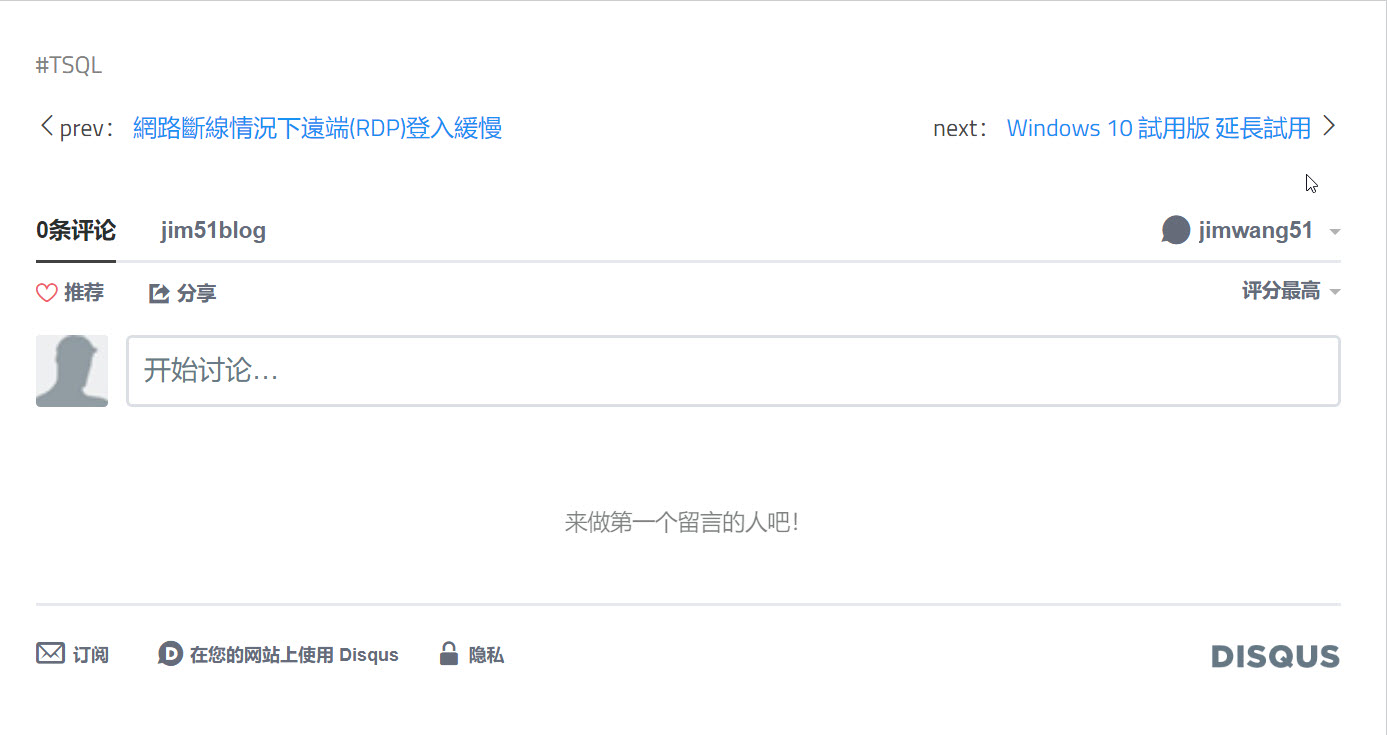 #TSQL
prev： 網路斷線情況下遠端(RDP)登入緩慢 next： Windows 10 試用版 延長試用
0条评论 jim51blog jimwang51
推荐 分享 评分最高
开始讨论...
来做第一个留言的人吧！
订阅 在您的网站上使用 Disqus 隐私 DISQUS